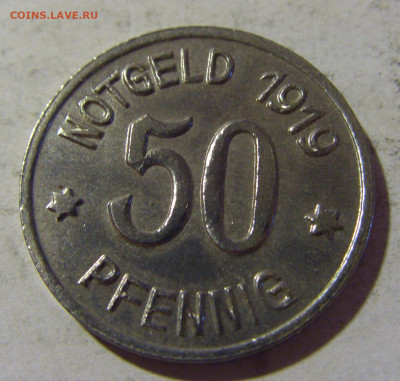 COINS.LAVE.RU
NOTGELD 1919
50
PFENNIG